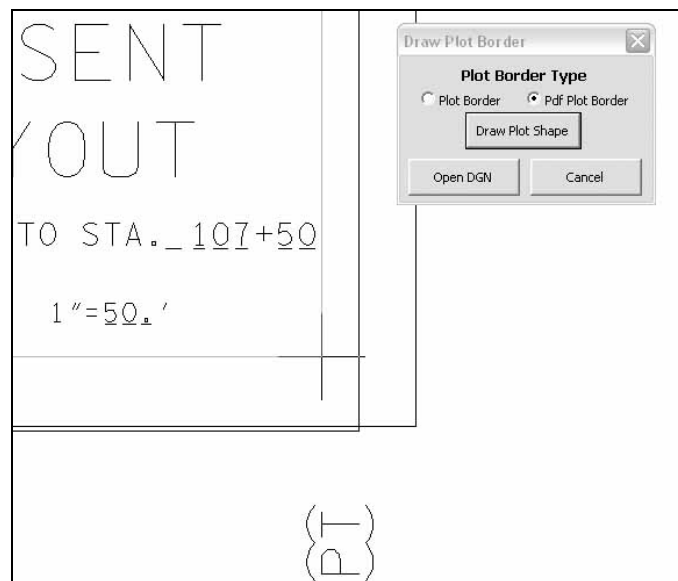 SENT
YOUT
TO STA._107+50
1"=50.'
Draw Plot Border
Plot Border Type
Plot Border
Pdf Plot Border
Draw Plot Shape
Open DGN
Cancel
(PT)